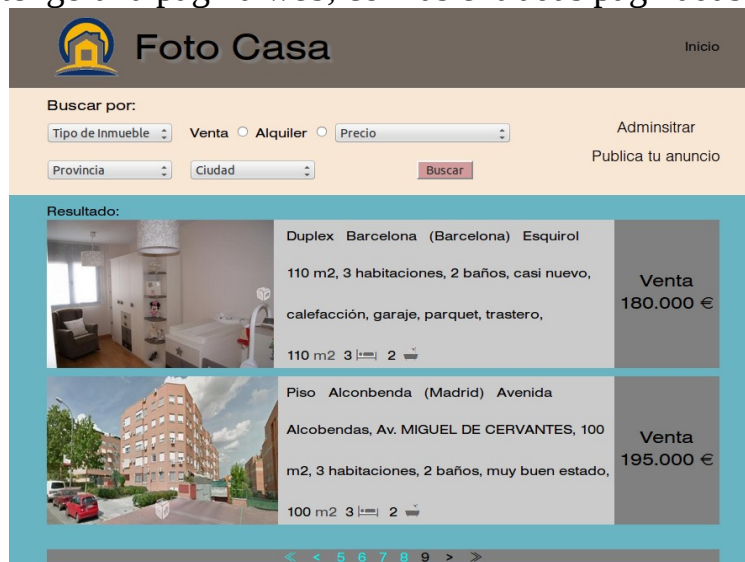 Foto Casa
Inicio
Buscar por:
Tipo de Inmueble
Venta
Alquiler
Precio
Adminsitrar
Publica tu anuncio
Provincia
Ciudad
Buscar
Resultado:
Duplex Barcelona (Barcelona) Esquirol
110 m2, 3 habitaciones, 2 baños, casi nuevo,
calefacción, garaje, parquet, trastero,
110 m2 3 2
Venta
180.000 €
Piso Alconbenda (Madrid) Avenida
Alcobendas, Av. MIGUEL DE CERVANTES, 100
m2, 3 habitaciones, 2 baños, muy buen estado,
100 m2 3 2
Venta
195.000 €
≪ < 5 6 7 8 9 > ≫